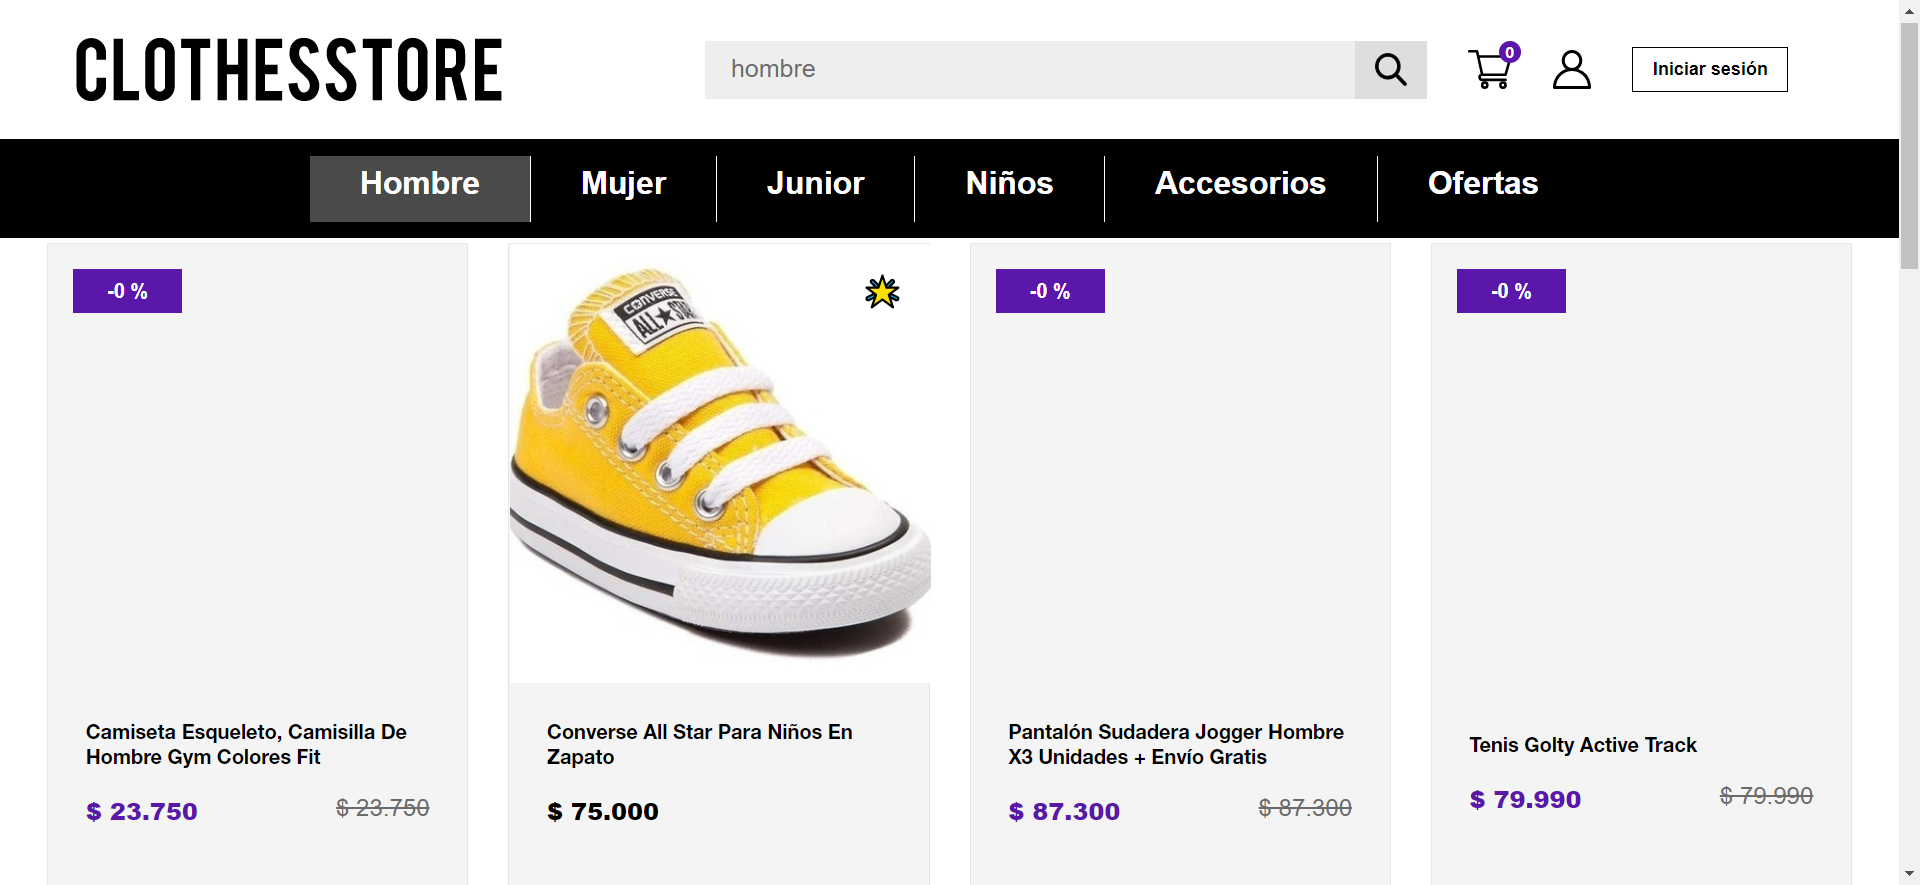 CLOTHESSTORE
hombre
0
Iniciar sesión
Hombre
Mujer
Junior
Niños
Accesorios
Ofertas
-0 %
CONVERSE
ALL STAR
-0 %
-0 %
Camiseta Esqueleto, Camisilla De
Hombre Gym Colores Fit
$ 23.750
$ 23.750
Converse All Star Para Niños En
Zapato
$ 75.000
Pantalón Sudadera Jogger Hombre
X3 Unidades + Envío Gratis
$ 87.300
$ 87.300
Tenis Golty Active Track
$ 79.990
$ 79.990